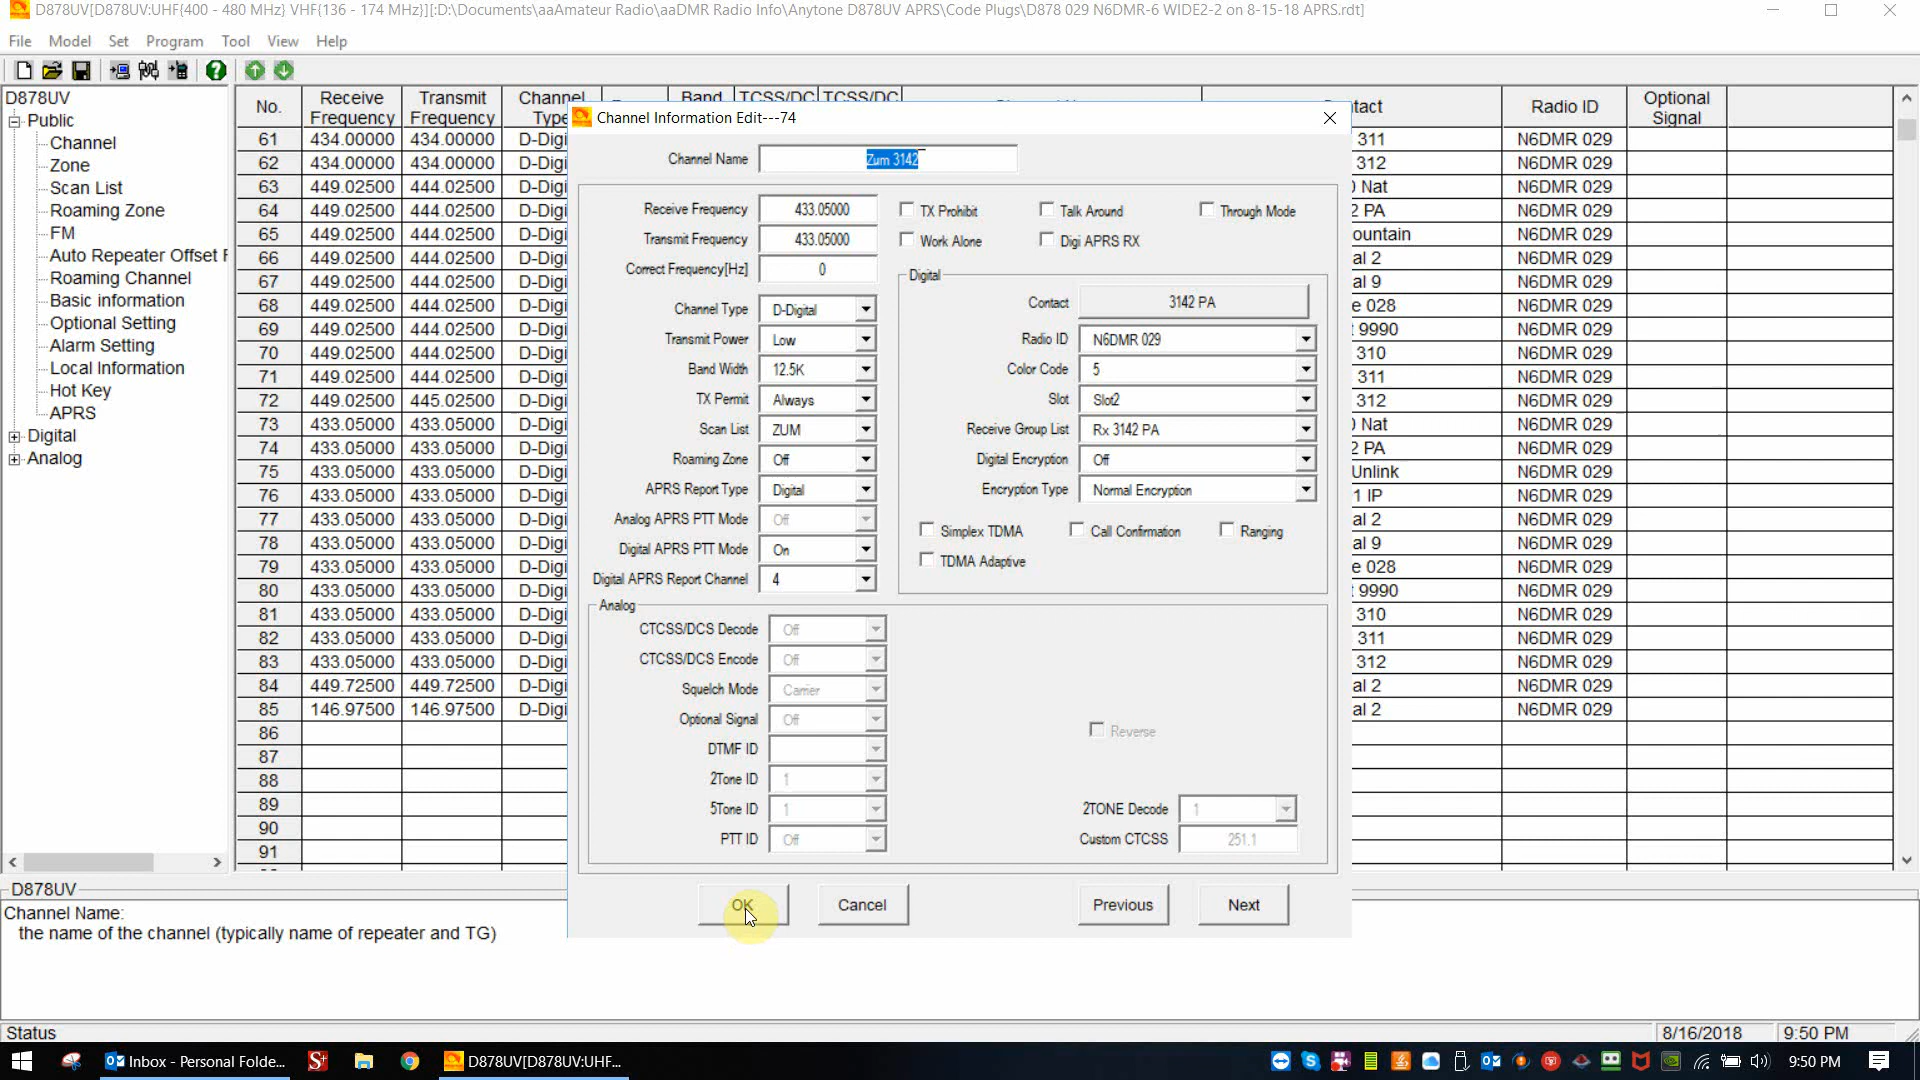 D878UV[D878UV:UHF{400 - 480 MHz} VHF{136 - 174 MHz}][:D:\Documents\aaAmateur Radio\aaDMR Radio Info\Anytone D878UV APRS\Code Plugs\D878 029 N6DMR-6 WIDE2-2 on 8-15-18 APRS.rdt]
File Model Set Program Tool View Help
D878UV
Public
Channel
Zone
Scan List
Roaming Zone
FM
Auto Repeater Offset F
Roaming Channel
Basic information
Optional Setting
Alarm Setting
Local Information
Hot Key
APRS
Digital
Analog
No. Receive Frequency Transmit Frequency Channel Type Band TCSS/DC TCSS/DC tact Radio ID Optional Signal
61 434.00000 434.00000 D-Digi 311 N6DMR 029
62 434.00000 434.00000 D-Digi 312 N6DMR 029
63 449.02500 444.02500 D-Digi 0 Nat N6DMR 029
64 449.02500 444.02500 D-Digi 2 PA N6DMR 029
65 449.02500 444.02500 D-Digi ountain N6DMR 029
66 449.02500 444.02500 D-Digi al 2 N6DMR 029
67 449.02500 444.02500 D-Digi al 9 N6DMR 029
68 449.02500 444.02500 D-Digi e 028 N6DMR 029
69 449.02500 444.02500 D-Digi t 9990 N6DMR 029
70 449.02500 444.02500 D-Digi 310 N6DMR 029
71 449.02500 444.02500 D-Digi 311 N6DMR 029
72 449.02500 445.02500 D-Digi 312 N6DMR 029
73 433.05000 433.05000 D-Digi 0 Nat N6DMR 029
74 433.05000 433.05000 D-Digi 2 PA N6DMR 029
75 433.05000 433.05000 D-Digi Unlink N6DMR 029
76 433.05000 433.05000 D-Digi 1 IP N6DMR 029
77 433.05000 433.05000 D-Digi al 2 N6DMR 029
78 433.05000 433.05000 D-Digi al 9 N6DMR 029
79 433.05000 433.05000 D-Digi e 028 N6DMR 029
80 433.05000 433.05000 D-Digi t 9990 N6DMR 029
81 433.05000 433.05000 D-Digi 310 N6DMR 029
82 433.05000 433.05000 D-Digi 311 N6DMR 029
83 433.05000 433.05000 D-Digi 312 N6DMR 029
84 449.72500 449.72500 D-Digi al 2 N6DMR 029
85 146.97500 146.97500 D-Digi al 2 N6DMR 029
86
87
88
89
90
91
Channel Information Edit---74
Channel Name Zum 3142
Receive Frequency 433.05000
Transmit Frequency 433.05000
Correct Frequency[Hz] 0
Channel Type D-Digital
Transmit Power Low
Band Width 12.5K
TX Permit Always
Scan List ZUM
Roaming Zone Off
APRS Report Type Digital
Analog APRS PTT Mode Off
Digital APRS PTT Mode On
Digital APRS Report Channel 4
TX Prohibit Talk Around Through Mode
Work Alone Digi APRS RX
Digital
Contact 3142 PA
Radio ID N6DMR 029
Color Code 5
Slot Slot2
Receive Group List Rx 3142 PA
Digital Encryption Off
Encryption Type Normal Encryption
Simplex TDMA Call Confirmation Ranging
TDMA Adaptive
Analog
CTCSS/DCS Decode Off
CTCSS/DCS Encode Off
Squelch Mode Carrier
Optional Signal Off
DTMF ID
2Tone ID 1
5Tone ID 1
PTT ID Off
Reverse
2TONE Decode 1
Custom CTCSS 251.1
OK Cancel Previous Next
D878UV
Channel Name:
the name of the channel (typically name of repeater and TG)
Status 8/16/2018 9:50 PM
Inbox - Personal Folde... D878UV[D878UV:UHF... 9:50 PM